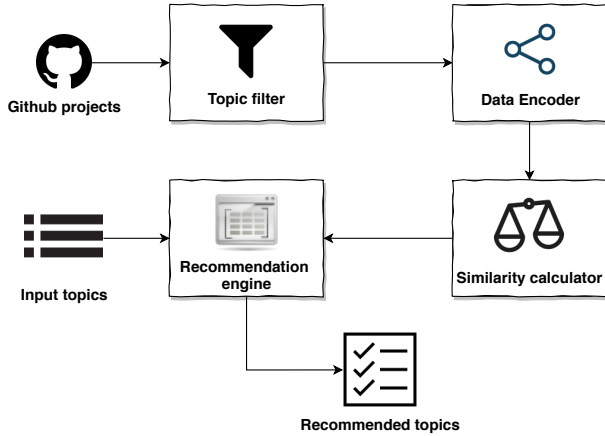 Github projects
Topic filter
Data Encoder
Input topics
Recommendation
engine
Similarity calculator
Recommended topics